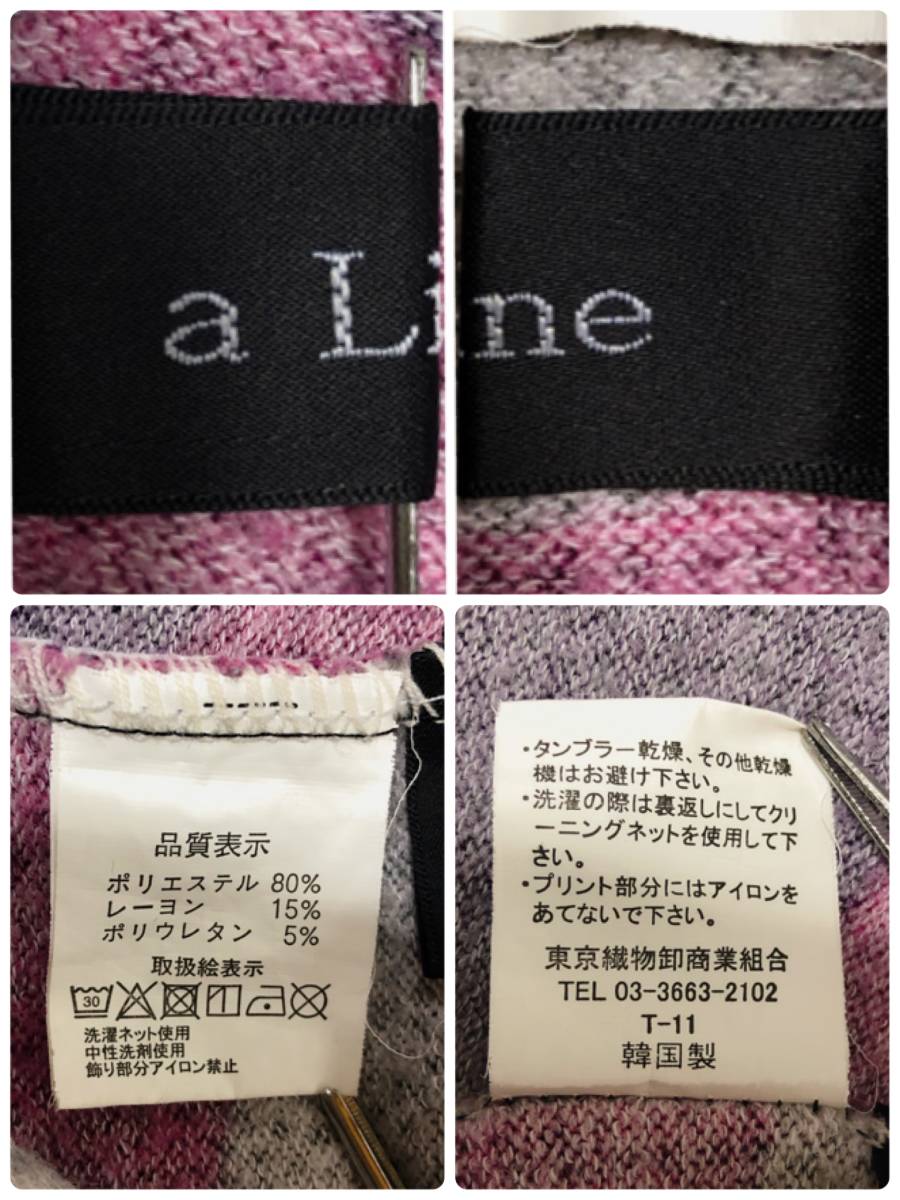 a Li
ine
品質表示
ポリエステル 80%
レーヨン 15%
ポリウレタン 5%
取扱絵表示
30
洗濯ネット使用
中性洗剤使用
飾り部分アイロン禁止
・タンブラー乾燥、その他乾燥
機はお避け下さい。
・洗濯の際は裏返しにしてクリ
ーニングネットを使用して下
さい。
・プリント部分にはアイロンを
あてないで下さい。
東京織物卸商業組合
TEL 03-3663-2102
T-11
韓国製